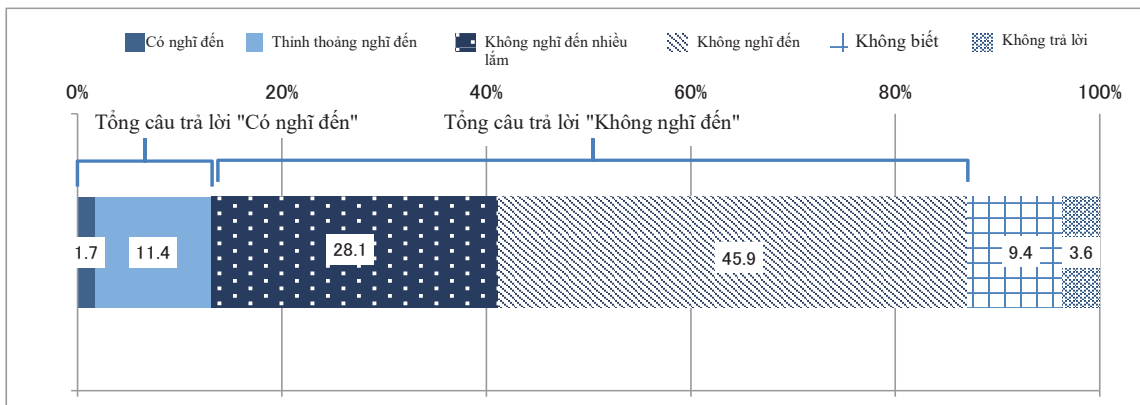 Có nghĩ đến
Thỉnh thoảng nghĩ đến
Không nghĩ đến nhiều
lắm
Không nghĩ đến
Không biết
Không trả lời
0% 20% 40% 60% 80% 100%
Tổng câu trả lời "Có nghĩ đến"
Tổng câu trả lời "Không nghĩ đến"
1.7 11.4 28.1 45.9 9.4 3.6